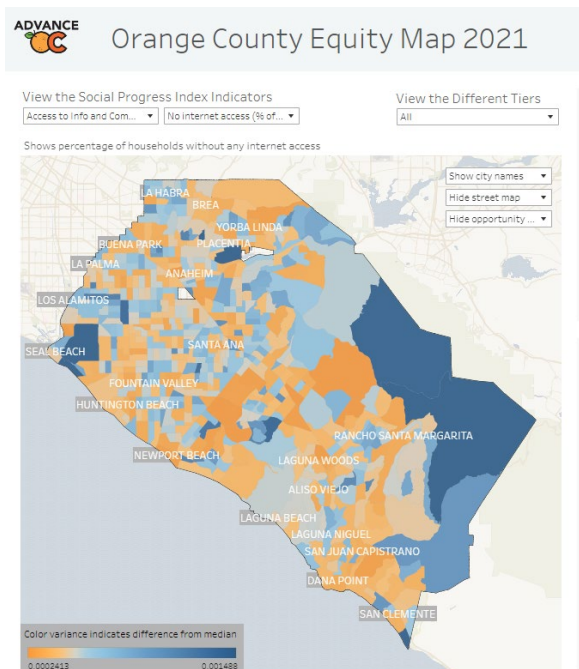 ADVANCE
OC
Orange County Equity Map 2021
View the Social Progress Index Indicators
View the Different Tiers
Access to Info and Com...
No internet access (% of...
All
Shows percentage of households without any internet access
Show city names
Hide street map
Hide opportunity ...
LA HABRA
BREA
YORBA LINDA
BUENA PARK
PLACENTIA
LA PALMA
ANAHEIM
LOS ALAMITOS
SANTA ANA
SEAL BEACH
FOUNTAIN VALLEY
HUNTINGTON BEACH
RANCHO SANTA MARGARITA
NEWPORT BEACH
LAGUNA WOODS
ALISO VIEJO
LAGUNA BEACH
LAGUNA NIGUEL
SAN JUAN CAPISTRANO
DANA POINT
SAN CLEMENTE
Color variance indicates difference from median
0.0002413
0.001488